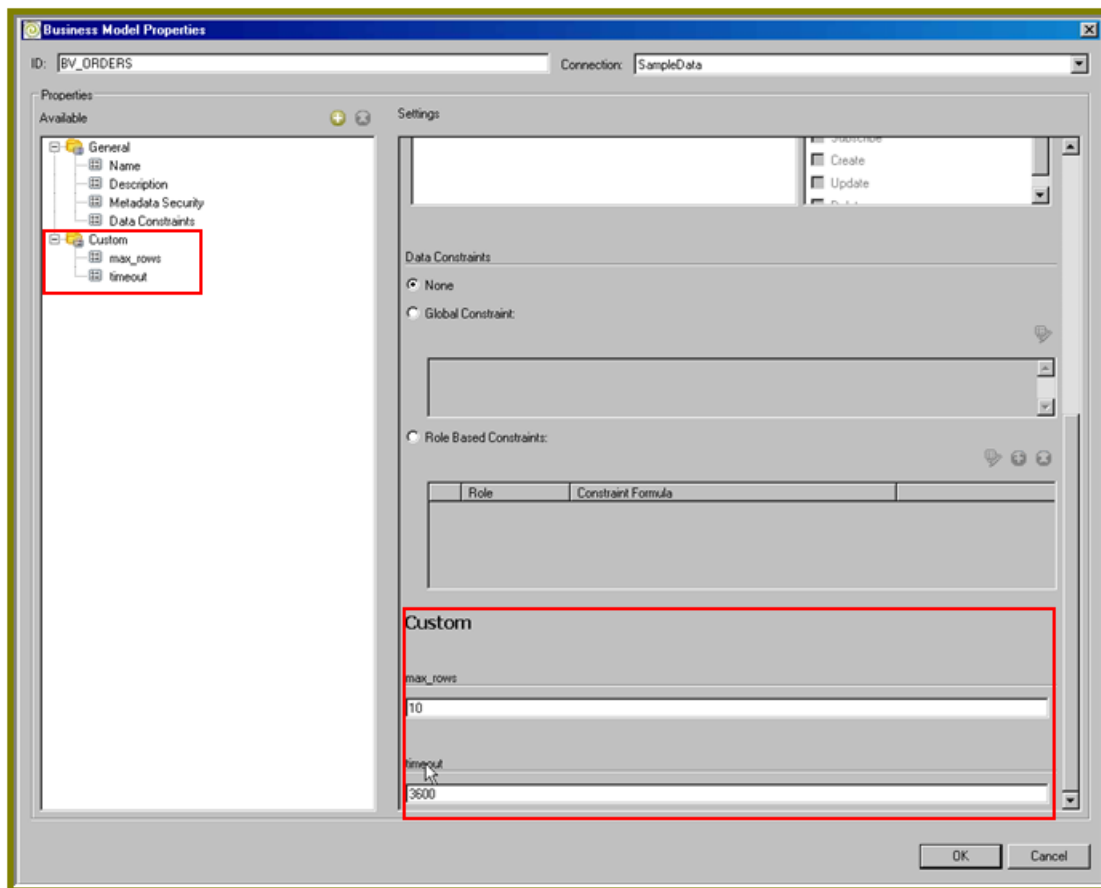 Business Model Properties
ID: BV_ORDERS Connection: SampleData
Properties
Available
General
Name
Description
Metadata Security
Data Constraints
Custom
max_rows
timeout
Settings
Subscribe
Create
Update
Delete
Data Constraints
None
Global Constraint:
Role Based Constraints:
Role Constraint Formula
Custom
max_rows
10
timeout
3600
OK Cancel